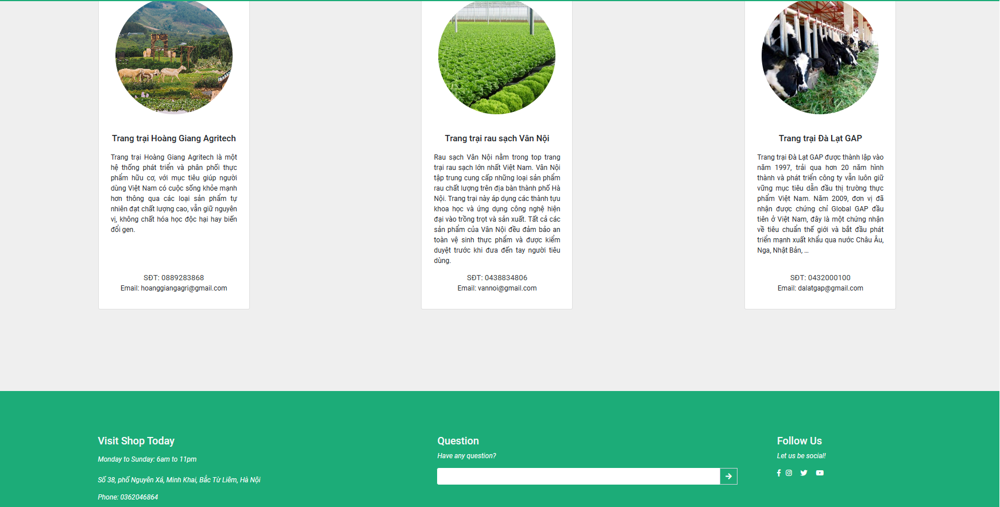 Trang trại Hoàng Giang Agritech
Trang trại Hoàng Giang Agritech là một
hệ thống phát triển và phân phối thực
phẩm hữu cơ, với mục tiêu giúp người
dùng Việt Nam có cuộc sống khỏe mạnh
hơn thông qua các loại sản phẩm tự
nhiên đạt chất lượng cao, vẫn giữ nguyên
vị, không chất hóa học độc hại hay biến
đổi gen.
SĐT: 0889283868
Email: hoanggiangagri@gmail.com
Trang trại rau sạch Vân Nội
Rau sạch Vân Nội nằm trong top trang
trại rau sạch lớn nhất Việt Nam. Vân Nội
tập trung cung cấp những loại sản phẩm
rau chất lượng trên địa bàn thành phố Hà
Nội. Trang trại này áp dụng các thành tựu
khoa học và ứng dụng công nghệ hiện
đại vào trồng trọt và sản xuất. Tất cả các
sản phẩm của Vân Nội đều đảm bảo an
toàn vệ sinh thực phẩm và được kiểm
duyệt trước khi đưa đến tay người tiêu
dùng.
SĐT: 0438834806
Email: vannoi@gmail.com
Trang trại Đà Lạt GAP
Trang trại Đà Lạt GAP được thành lập vào
năm 1997, trải qua hơn 20 năm hình
thành và phát triển công ty vẫn luôn giữ
vững mục tiêu dẫn đầu thị trường thực
phẩm Việt Nam. Năm 2009, đơn vị đã
nhận được chứng chỉ Global GAP đầu
tiên ở Việt Nam, đây là một chứng nhận
về tiêu chuẩn thế giới và bắt đầu phát
triển mạnh xuất khẩu qua nước Châu Âu,
Nga, Nhật Bản, ...
SĐT: 0432000100
Email: dalatgap@gmail.com
Visit Shop Today
Monday to Sunday: 6am to 11pm
Số 38, phố Nguyên Xá, Minh Khai, Bắc Từ Liêm, Hà Nội
Phone: 0362046864
Question
Have any question?
Follow Us
Let us be social!